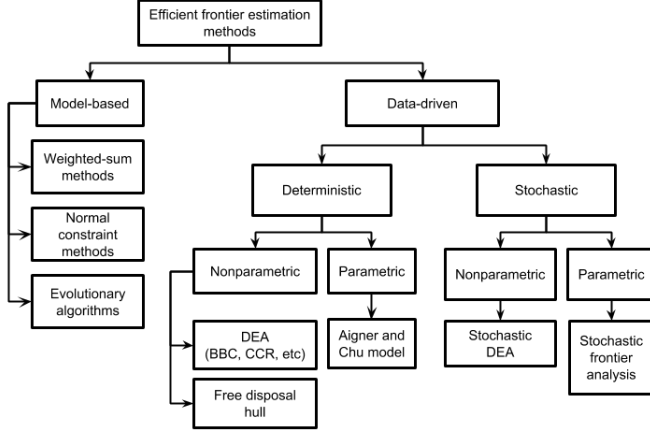 Efficient frontier estimation
methods
Model-based
Data-driven
Weighted-sum
methods
Normal
constraint
methods
Evolutionary
algorithms
Deterministic
Stochastic
Nonparametric
Parametric
Nonparametric
Parametric
DEA
(BBC, CCR, etc)
Aigner and
Chu model
Stochastic
DEA
Stochastic
frontier
analysis
Free disposal
hull